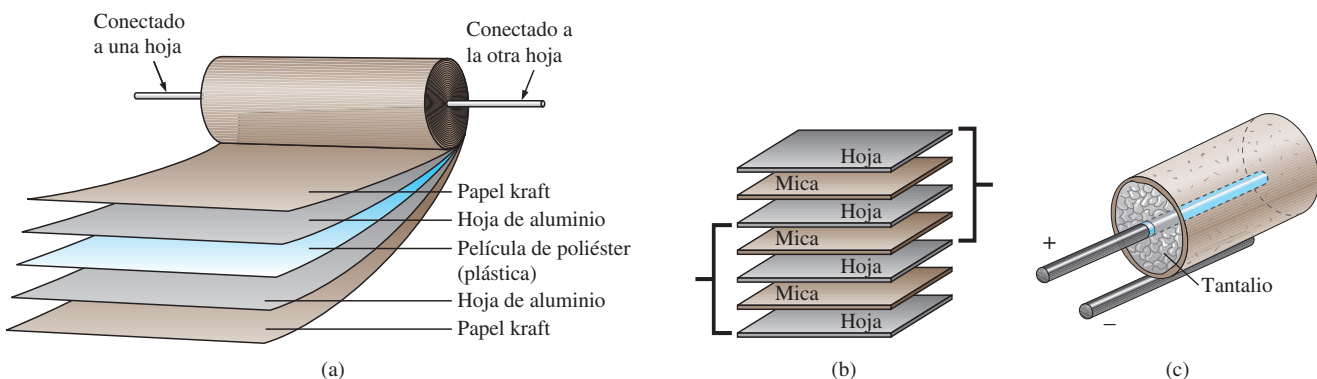 Conectado
a una hoja
Conectado a
la otra hoja
Papel kraft
Hoja de aluminio
Película de poliéster
(plástica)
Hoja de aluminio
Papel kraft
(a)
Hoja
Mica
Hoja
Mica
Hoja
Mica
Hoja
(b)
+
Tantalio
–
(c)